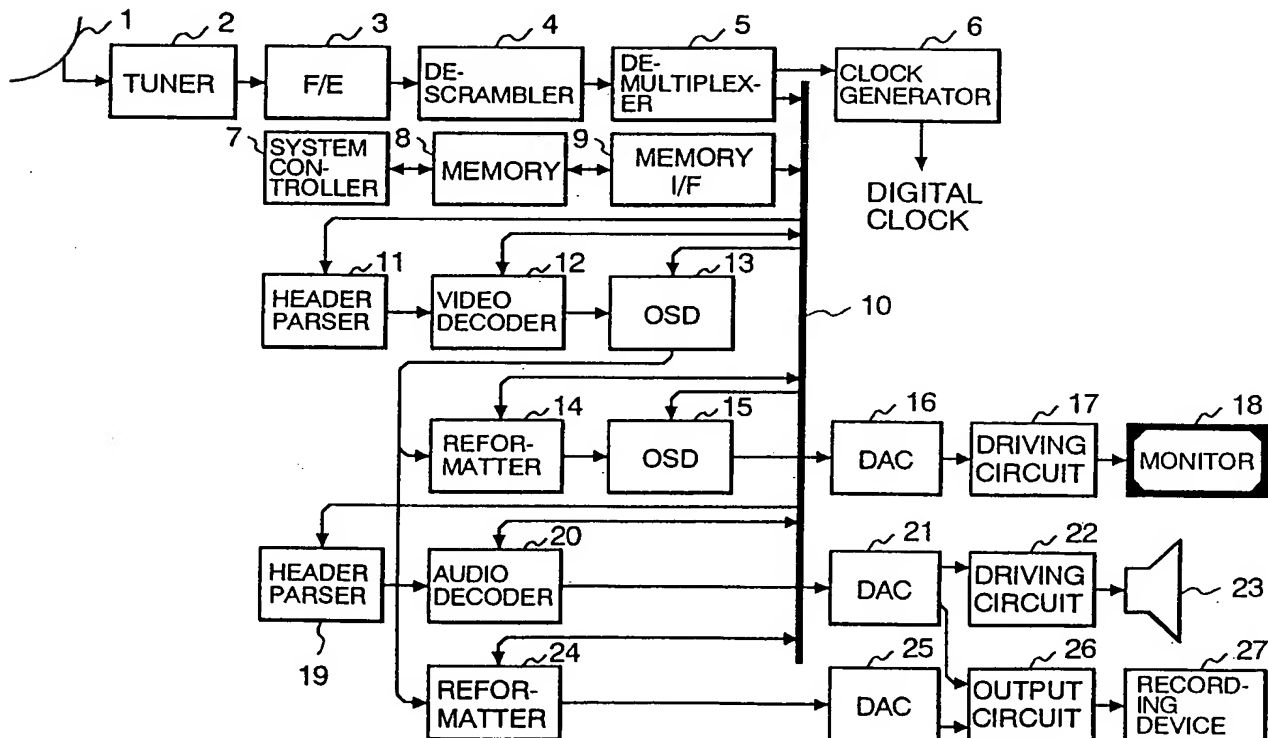 1
2
3
4
5
6
TUNER
F/E
DE-
SCRAMBLER
DE-
MULTIPLEX-
ER
CLOCK
GENERATOR
7
SYSTEM
CON-
TROLLER
8
MEMORY
9
MEMORY
I/F
DIGITAL
CLOCK
11
12
13
HEADER
PARSER
VIDEO
DECODER
OSD
10
14
15
16
17
18
REFOR-
MATTER
OSD
DAC
DRIVING
CIRCUIT
MONITOR
20
21
22
HEADER
PARSER
AUDIO
DECODER
DAC
DRIVING
CIRCUIT
23
19
24
25
26
27
REFOR-
MATTER
DAC
OUTPUT
CIRCUIT
RECORD-
ING
DEVICE